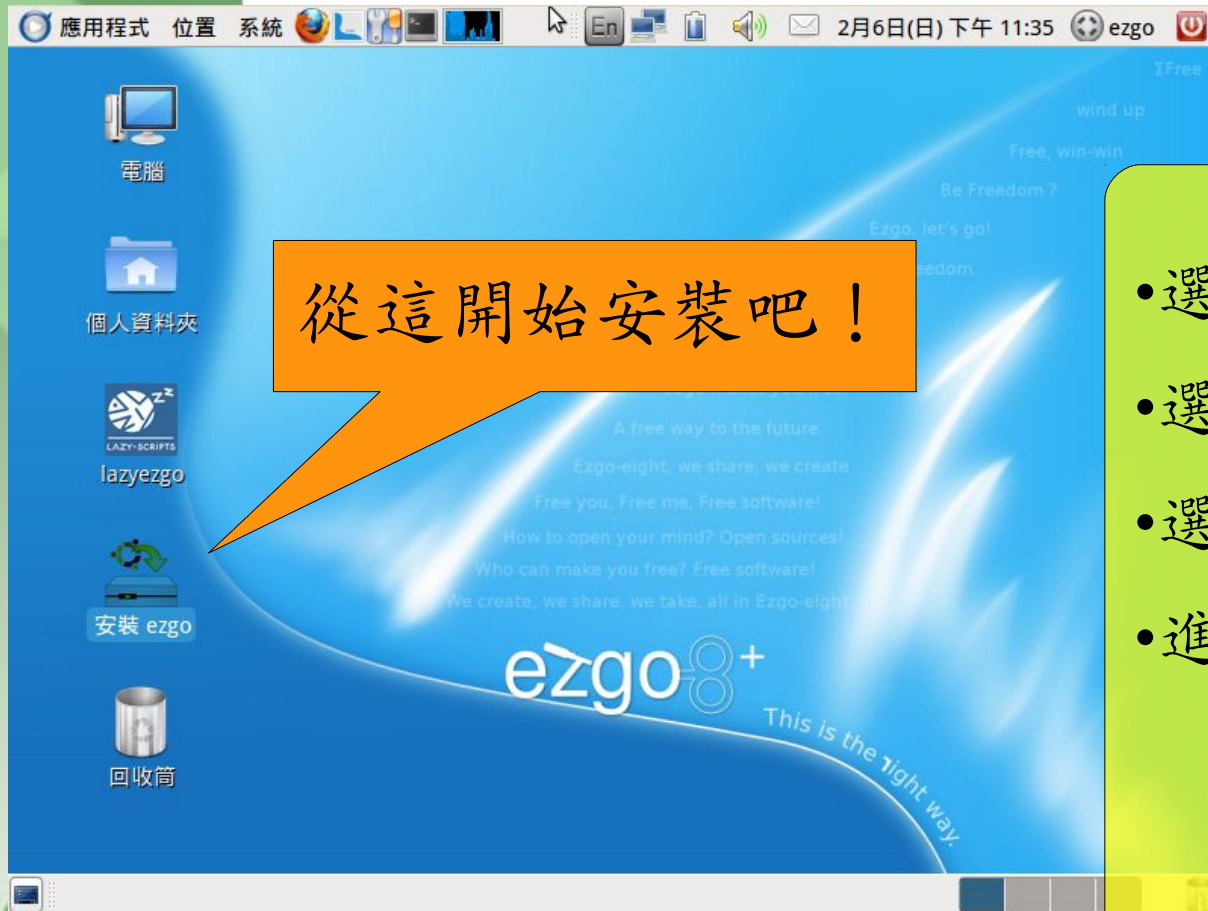 應用程式 位置 系統 En 2月6日(日) 下午 11:35 ezgo
ΣFree
wind up
Free, win-win
Be Freedom ?
Ezgo, let's go!
edom.
電腦
個人資料夾
LAZY-SCRIPTS
lazyezgo
安裝 ezgo
回收筒
從這開始安裝吧！
A free way to the future
Ezgo-eight, we share, we create
Free you, Free me, Free software!
How to open your mind? Open sources!
Who can make you free? Free software!
We create, we share, we take, all in Ezgo-eight
ezgo8+
This is the right way.
•選
•選
•選
•進